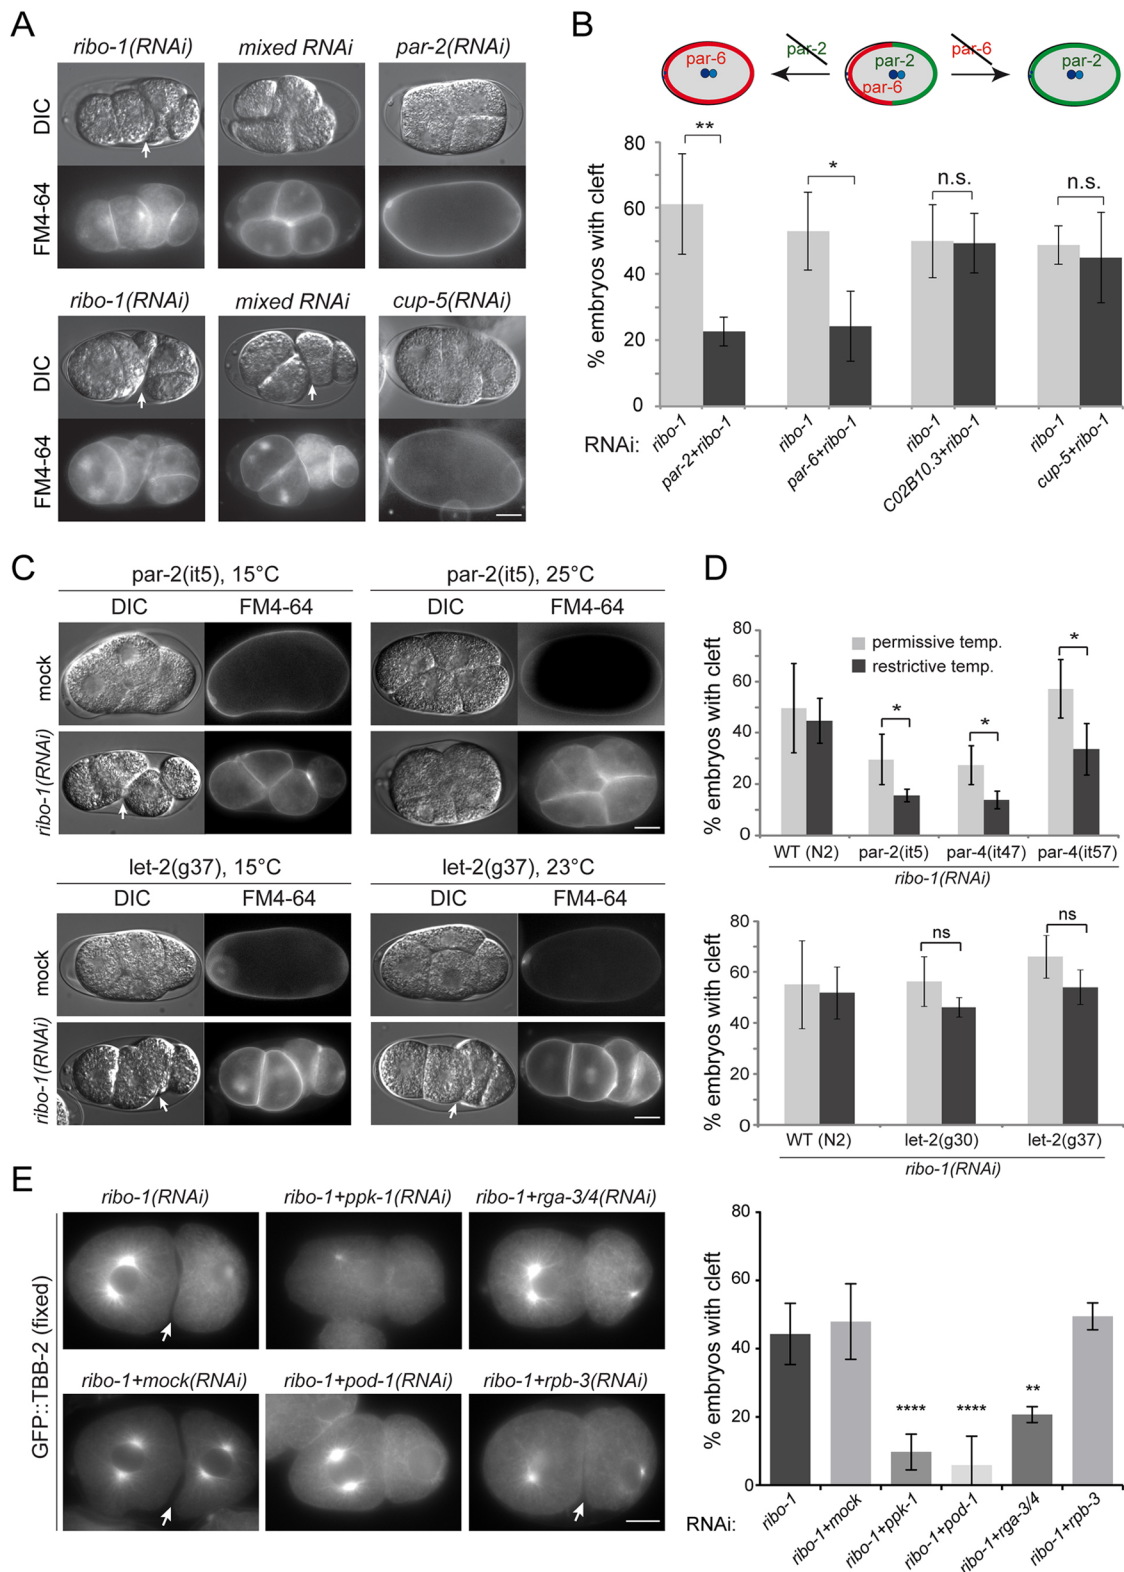 A
ribo-1(RNAi) mixed RNAi par-2(RNAi)
DIC
FM4-64
ribo-1(RNAi) mixed RNAi cup-5(RNAi)
DIC
FM4-64
B
par-2 par-6
par-6 par-2 par-6 par-2
% embryos with cleft
80
60
40
20
0
** * n.s. n.s.
RNAi:
ribo-1 par-2+ribo-1 ribo-1 par-6+ribo-1 ribo-1 C02B10.3+ribo-1 ribo-1 cup-5+ribo-1
C
par-2(it5), 15°C par-2(it5), 25°C
DIC FM4-64 DIC FM4-64
mock
ribo-1(RNAi)
let-2(g37), 15°C let-2(g37), 23°C
DIC FM4-64 DIC FM4-64
mock
ribo-1(RNAi)
D
% embryos with cleft
80
60
40
30
20
10
0
permissive temp.
restrictive temp.
* * *
WT (N2) par-2(it5) par-4(it47) par-4(it57)
ribo-1(RNAi)
% embryos with cleft
80
60
40
20
0
ns ns
WT (N2) let-2(g30) let-2(g37)
ribo-1(RNAi)
E
GFP::TBB-2 (fixed)
ribo-1(RNAi) ribo-1+ppk-1(RNAi) ribo-1+rga-3/4(RNAi)
ribo-1+mock(RNAi) ribo-1+pod-1(RNAi) ribo-1+rpb-3(RNAi)
% embryos with cleft
80
60
40
20
0
**** **** **
RNAi:
ribo-1 ribo-1+mock ribo-1+ppk-1 ribo-1+pod-1 ribo-1+rga-3/4 ribo-1+rpb-3